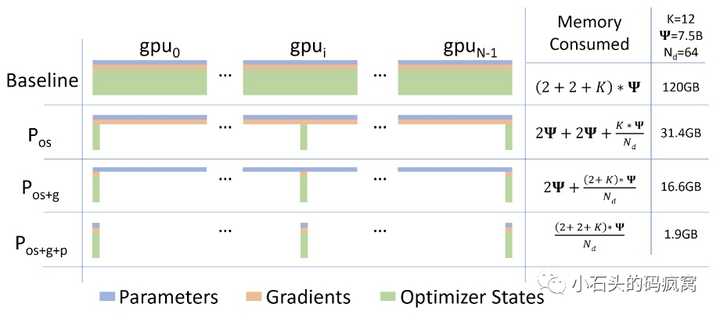 gpu0 ... gpui ... gpuN-1
Memory Consumed
K=12
Ψ=7.5B
Nd=64
Baseline
(2 + 2 + K) * Ψ
120GB
Pos
2Ψ + 2Ψ + K * Ψ / Nd
31.4GB
Pos+g
2Ψ + (2 + K) * Ψ / Nd
16.6GB
Pos+g+p
(2 + 2 + K) * Ψ / Nd
1.9GB
Parameters
Gradients
Optimizer States
小石头的码疯窝